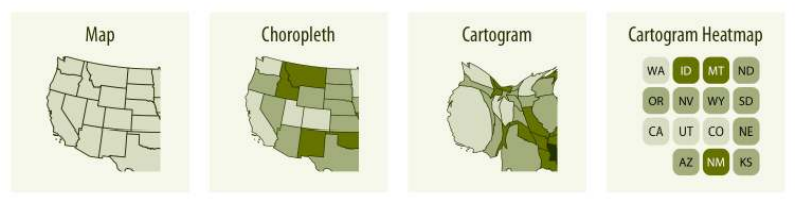 Map
Choropleth
Cartogram
Cartogram Heatmap
WA ID MT ND
OR NV WY SD
CA UT CO NE
AZ NM KS